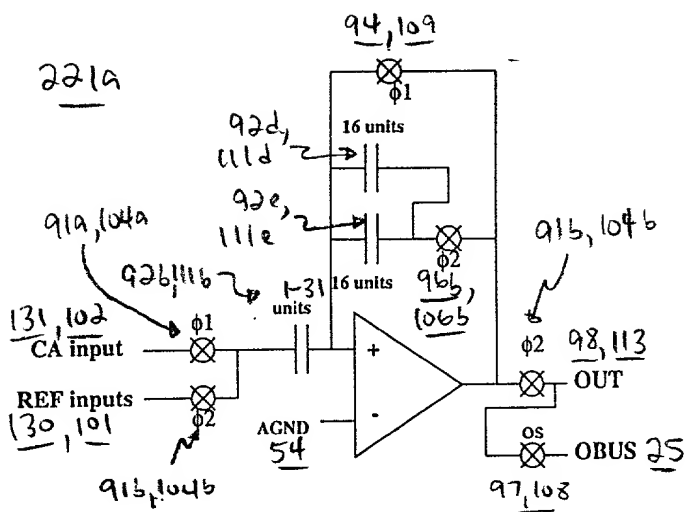 94, 109
221a
φ1
92d, 111d
16 units
92e, 111e
91a, 104a
91b, 104b
φ2
92b, 111b
1-31 units
16 units
96b, 106b
131, 102
φ1
φ2
98, 113
CA input
+
OUT
REF inputs
130, 101
φ2
AGND
-
54
os
OBUS 25
91b, 104b
97, 108